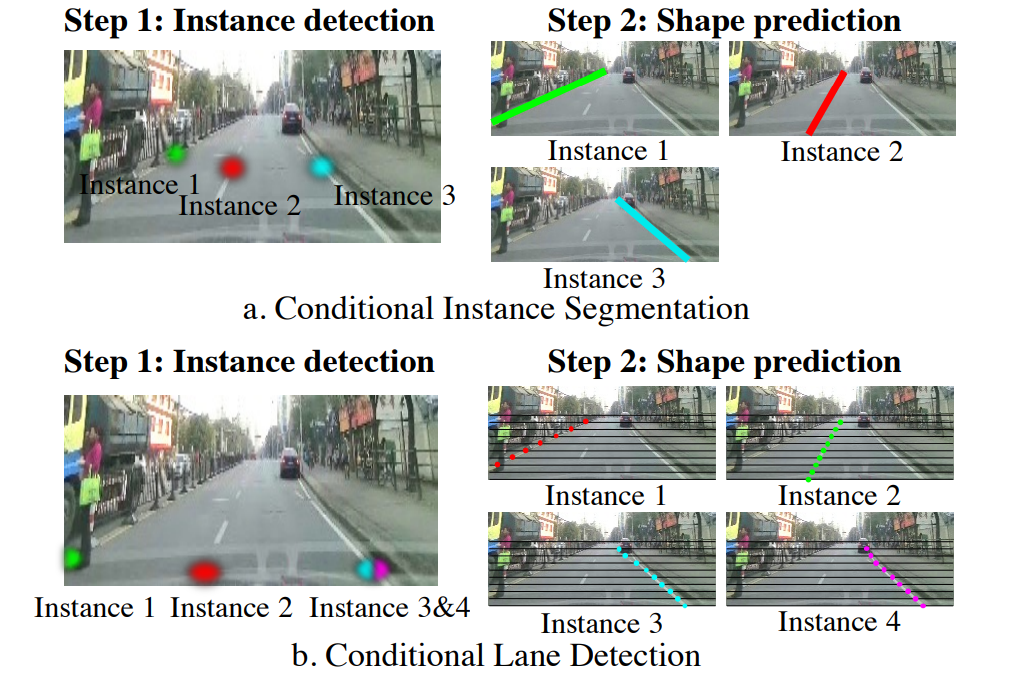 Step 1: Instance detection
Step 2: Shape prediction
Instance 1
Instance 2
Instance 3
Instance 1
Instance 2
Instance 3
a. Conditional Instance Segmentation
Step 1: Instance detection
Step 2: Shape prediction
Instance 1
Instance 2
Instance 3&4
Instance 1
Instance 2
Instance 3
Instance 4
b. Conditional Lane Detection